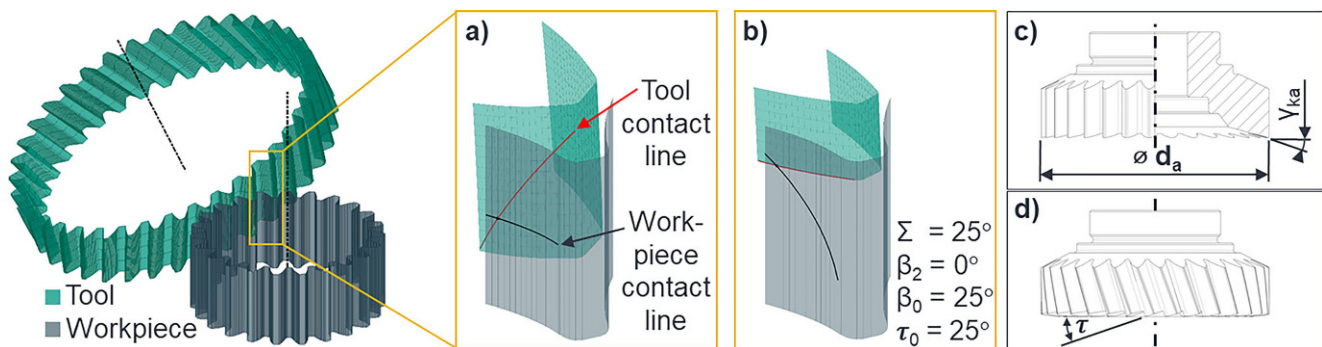 Tool
Workpiece
a)
Tool
contact
line
Work-
piece
contact
line
b)
Σ = 25°
β₂ = 0°
β₀ = 25°
τ₀ = 25°
c)
γₖₐ
ø dₐ
d)
τ